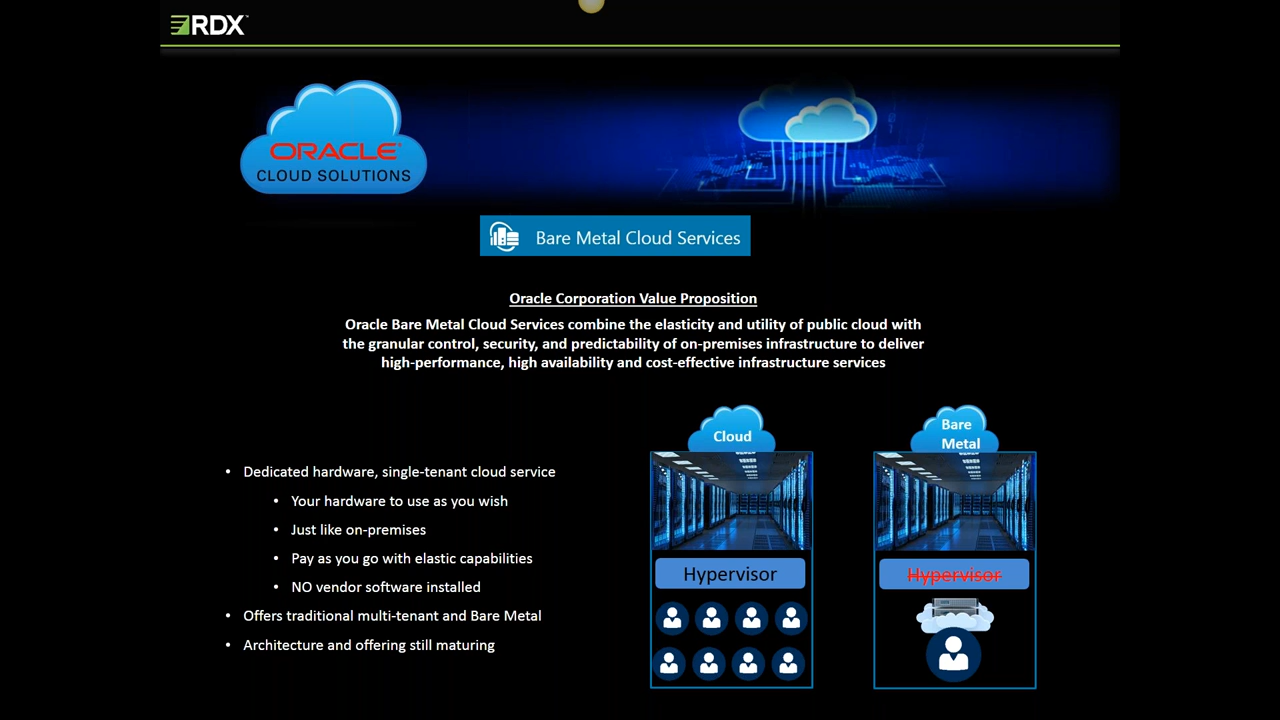 RDX
ORACLE
CLOUD SOLUTIONS
Bare Metal Cloud Services
Oracle Corporation Value Proposition
Oracle Bare Metal Cloud Services combine the elasticity and utility of public cloud with
the granular control, security, and predictability of on-premises infrastructure to deliver
high-performance, high availability and cost-effective infrastructure services
• Dedicated hardware, single-tenant cloud service
• Your hardware to use as you wish
• Just like on-premises
• Pay as you go with elastic capabilities
• NO vendor software installed
• Offers traditional multi-tenant and Bare Metal
• Architecture and offering still maturing
Cloud
Hypervisor
Bare
Metal
Hypervisor